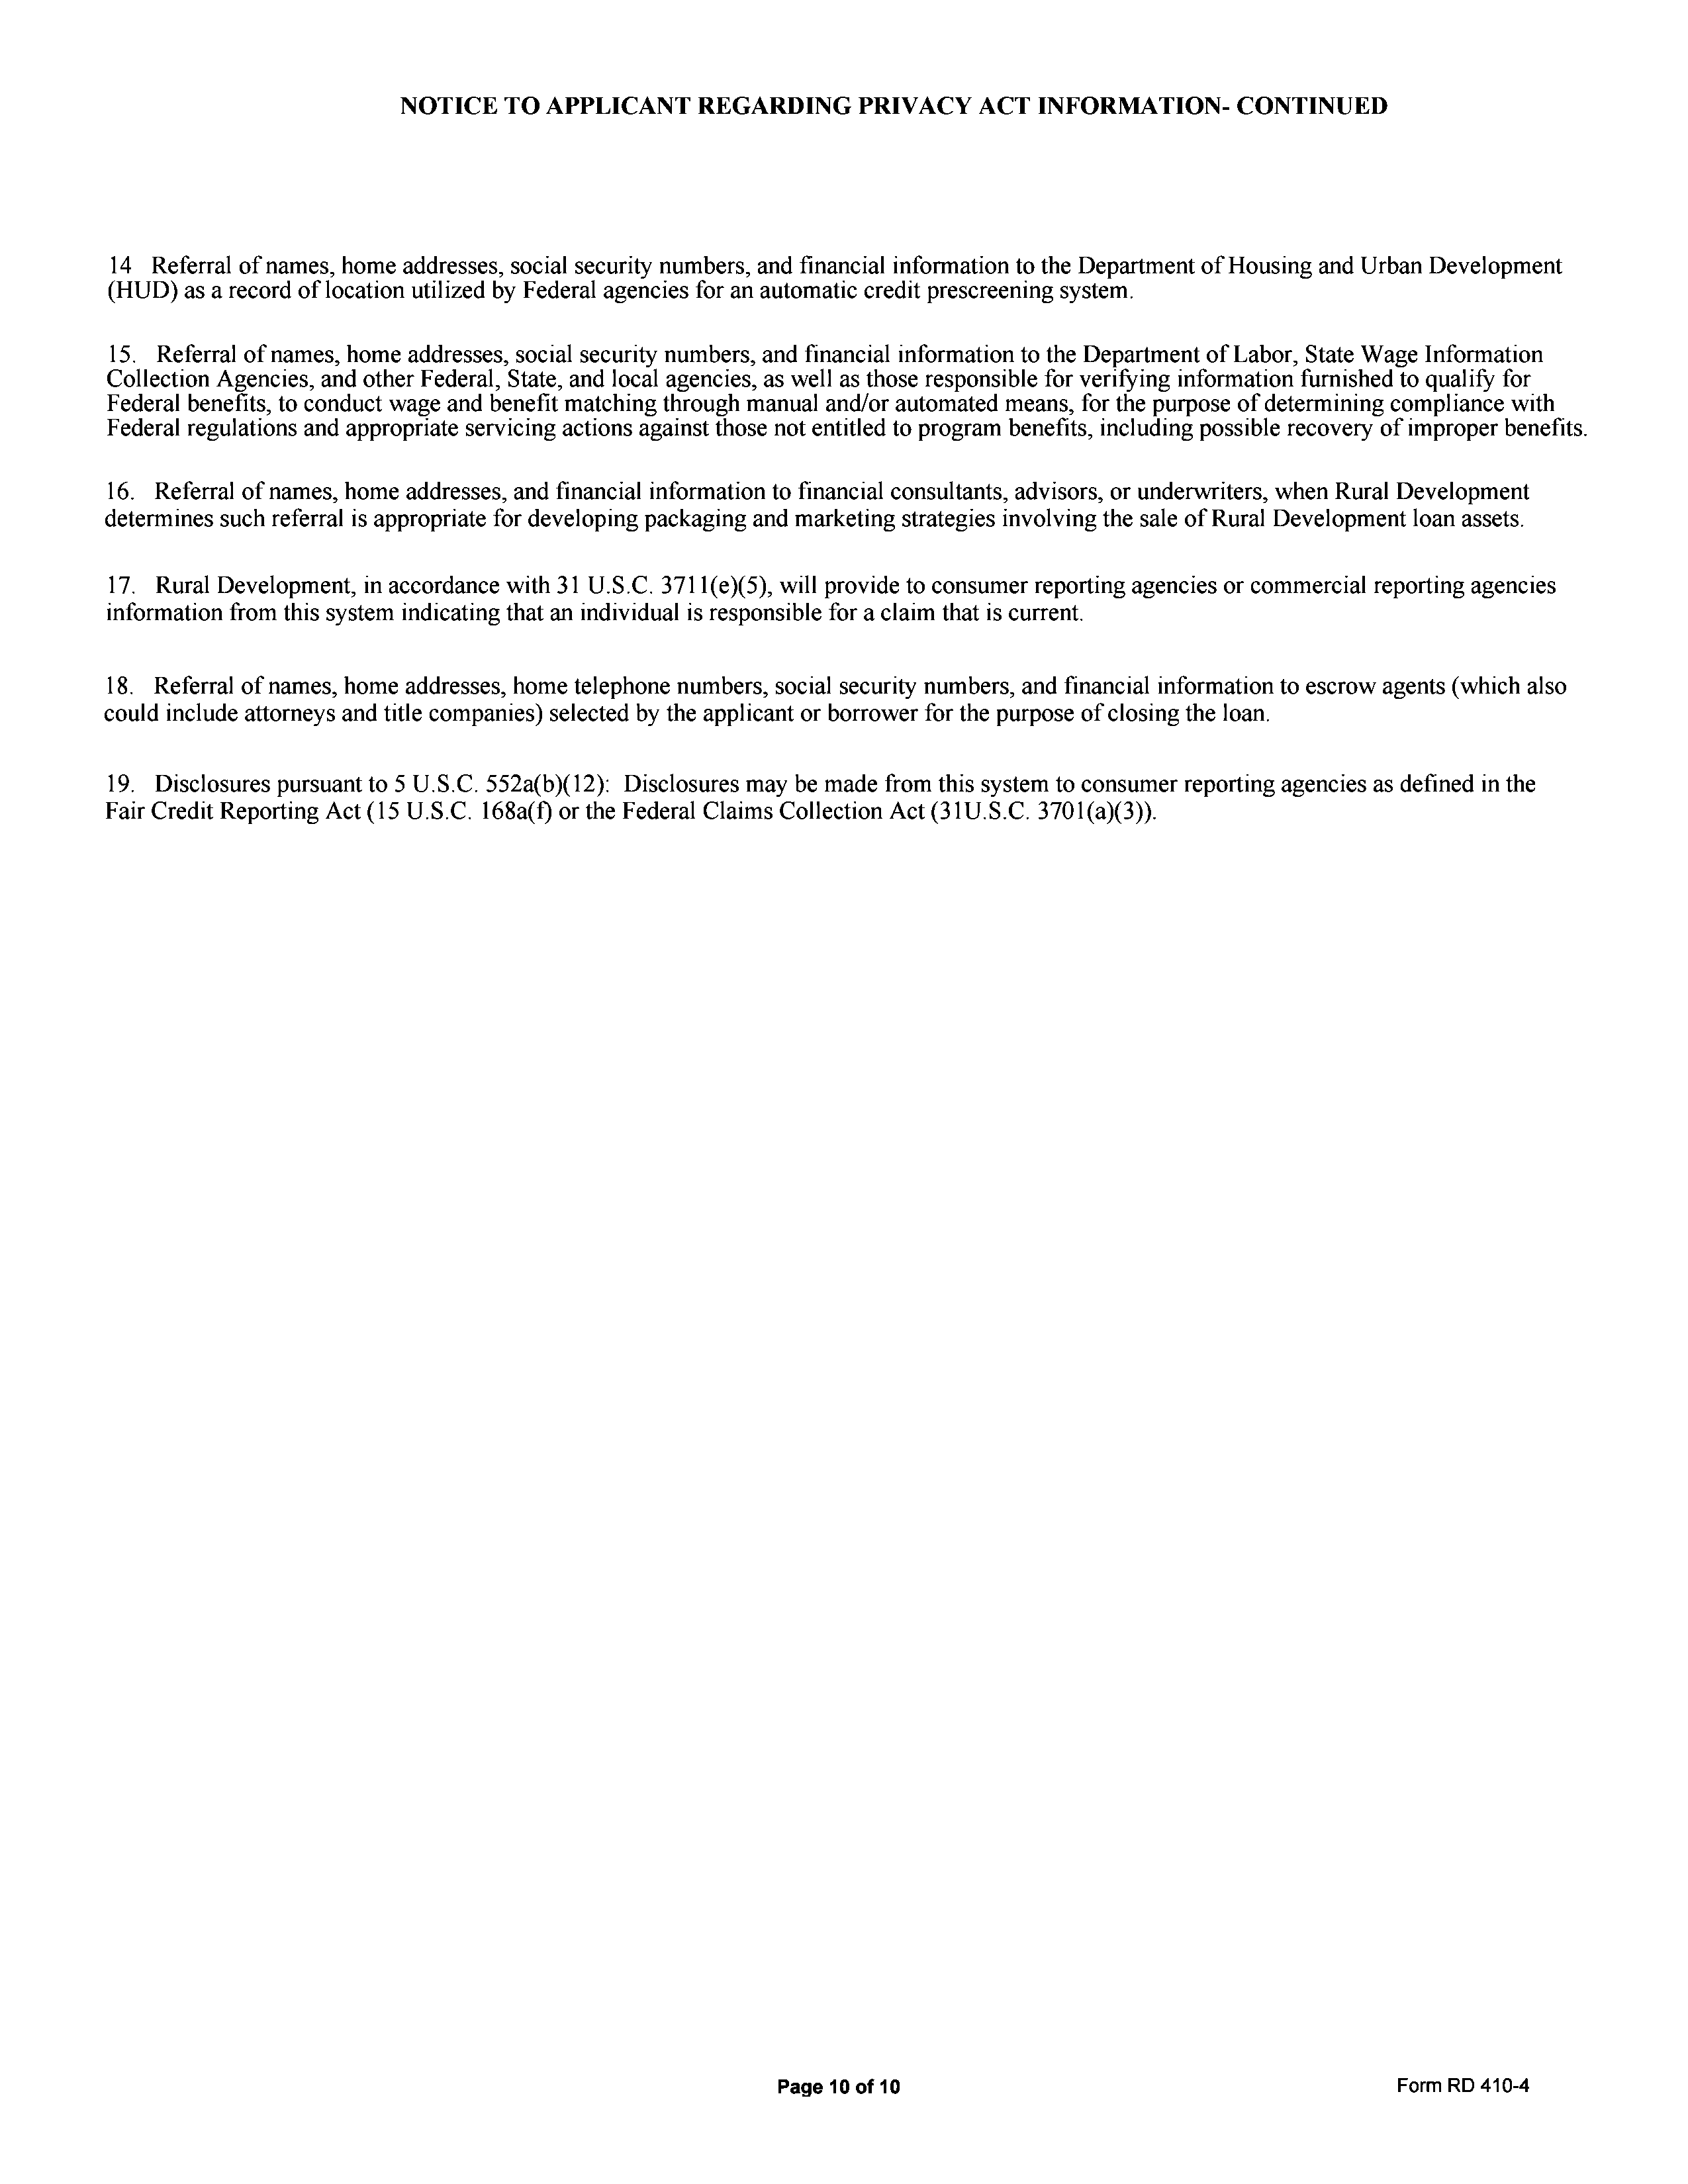 NOTICE TO APPLICANT REGARDING PRIVACY ACT INFORMATION- CONTINUED
14 Referral of names, home addresses, social security numbers, and financial information to the Department of Housing and Urban Development
(HUD) as a record of location utilized by Federal agencies for an automatic credit prescreening system.
15. Referral of names, home addresses, social security numbers, and financial information to the Department of Labor, State Wage Information
Collection Agencies, and other Federal, State, and local agencies, as well as those responsible for verifying information furnished to qualify for
Federal benefits, to conduct wage and benefit matching through manual and/or automated means, for the purpose of determining compliance with
Federal regulations and appropriate servicing actions against those not entitled to program benefits, including possible recovery of improper benefits.
16. Referral of names, home addresses, and financial information to financial consultants, advisors, or underwriters, when Rural Development
determines such referral is appropriate for developing packaging and marketing strategies involving the sale of Rural Development loan assets.
17. Rural Development, in accordance with 31 U.S.C. 3711(e)(5), will provide to consumer reporting agencies or commercial reporting agencies
information from this system indicating that an individual is responsible for a claim that is current.
18. Referral of names, home addresses, home telephone numbers, social security numbers, and financial information to escrow agents (which also
could include attorneys and title companies) selected by the applicant or borrower for the purpose of closing the loan.
19. Disclosures pursuant to 5 U.S.C. 552a(b)(12): Disclosures may be made from this system to consumer reporting agencies as defined in the
Fair Credit Reporting Act (15 U.S.C. 168a(f) or the Federal Claims Collection Act (31U.S.C. 3701(a)(3)).
Page 10 of 10
Form RD 410-4